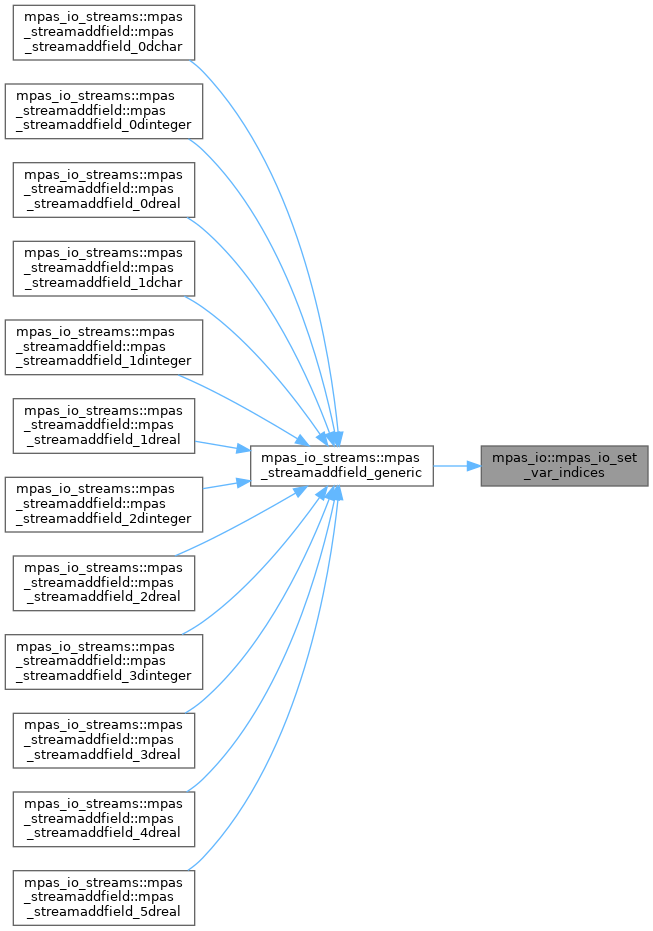 mpas_io_streams::mpas
_streamaddfield::mpas
_streamaddfield_0dchar
mpas_io_streams::mpas
_streamaddfield::mpas
_streamaddfield_0dinteger
mpas_io_streams::mpas
_streamaddfield::mpas
_streamaddfield_0dreal
mpas_io_streams::mpas
_streamaddfield::mpas
_streamaddfield_1dchar
mpas_io_streams::mpas
_streamaddfield::mpas
_streamaddfield_1dinteger
mpas_io_streams::mpas
_streamaddfield::mpas
_streamaddfield_1dreal
mpas_io_streams::mpas
_streamaddfield::mpas
_streamaddfield_2dinteger
mpas_io_streams::mpas
_streamaddfield::mpas
_streamaddfield_2dreal
mpas_io_streams::mpas
_streamaddfield::mpas
_streamaddfield_3dinteger
mpas_io_streams::mpas
_streamaddfield::mpas
_streamaddfield_3dreal
mpas_io_streams::mpas
_streamaddfield::mpas
_streamaddfield_4dreal
mpas_io_streams::mpas
_streamaddfield::mpas
_streamaddfield_5dreal
mpas_io_streams::mpas
_streamaddfield_generic
mpas_io::mpas_io_set
_var_indices